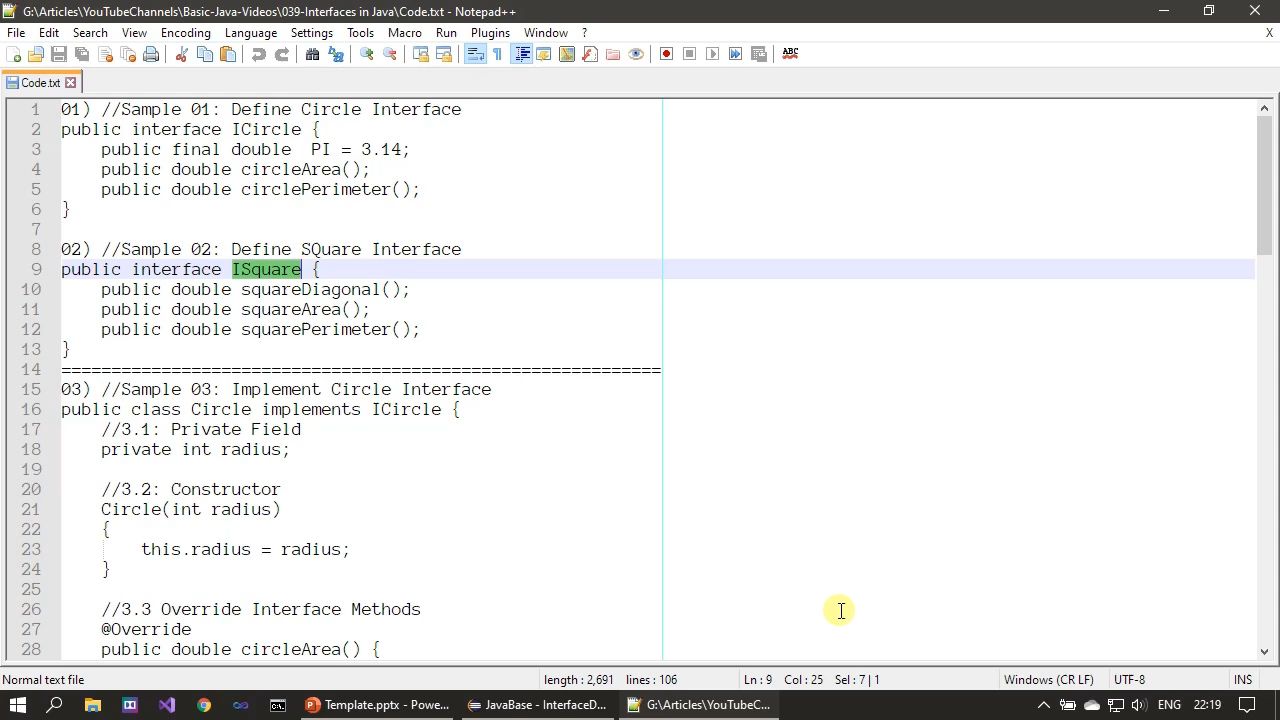 G:\Articles\YouTubeChannels\Basic-Java-Videos\039-Interfaces in Java\Code.txt - Notepad++
File Edit Search View Encoding Language Settings Tools Macro Run Plugins Window ? X
ABC
Code.txt
1 01) //Sample 01: Define Circle Interface
2 public interface ICircle {
3 public final double  PI = 3.14;
4 public double circleArea();
5 public double circlePerimeter();
6 }
7
8 02) //Sample 02: Define SQuare Interface
9 public interface ISquare {
10 public double squareDiagonal();
11 public double squareArea();
12 public double squarePerimeter();
13 }
14 ============================================================
15 03) //Sample 03: Implement Circle Interface
16 public class Circle implements ICircle {
17 //3.1: Private Field
18 private int radius;
19
20 //3.2: Constructor
21 Circle(int radius)
22 {
23 this.radius = radius;
24 }
25
26 //3.3 Override Interface Methods
27 @Override
28 public double circleArea() {
Normal text file length : 2,691 lines : 106 Ln : 9 Col : 25 Sel : 7 | 1 Windows (CR LF) UTF-8 INS
Template.pptx - Powe... JavaBase - InterfaceD... G:\Articles\YouTubeC... ENG 22:19